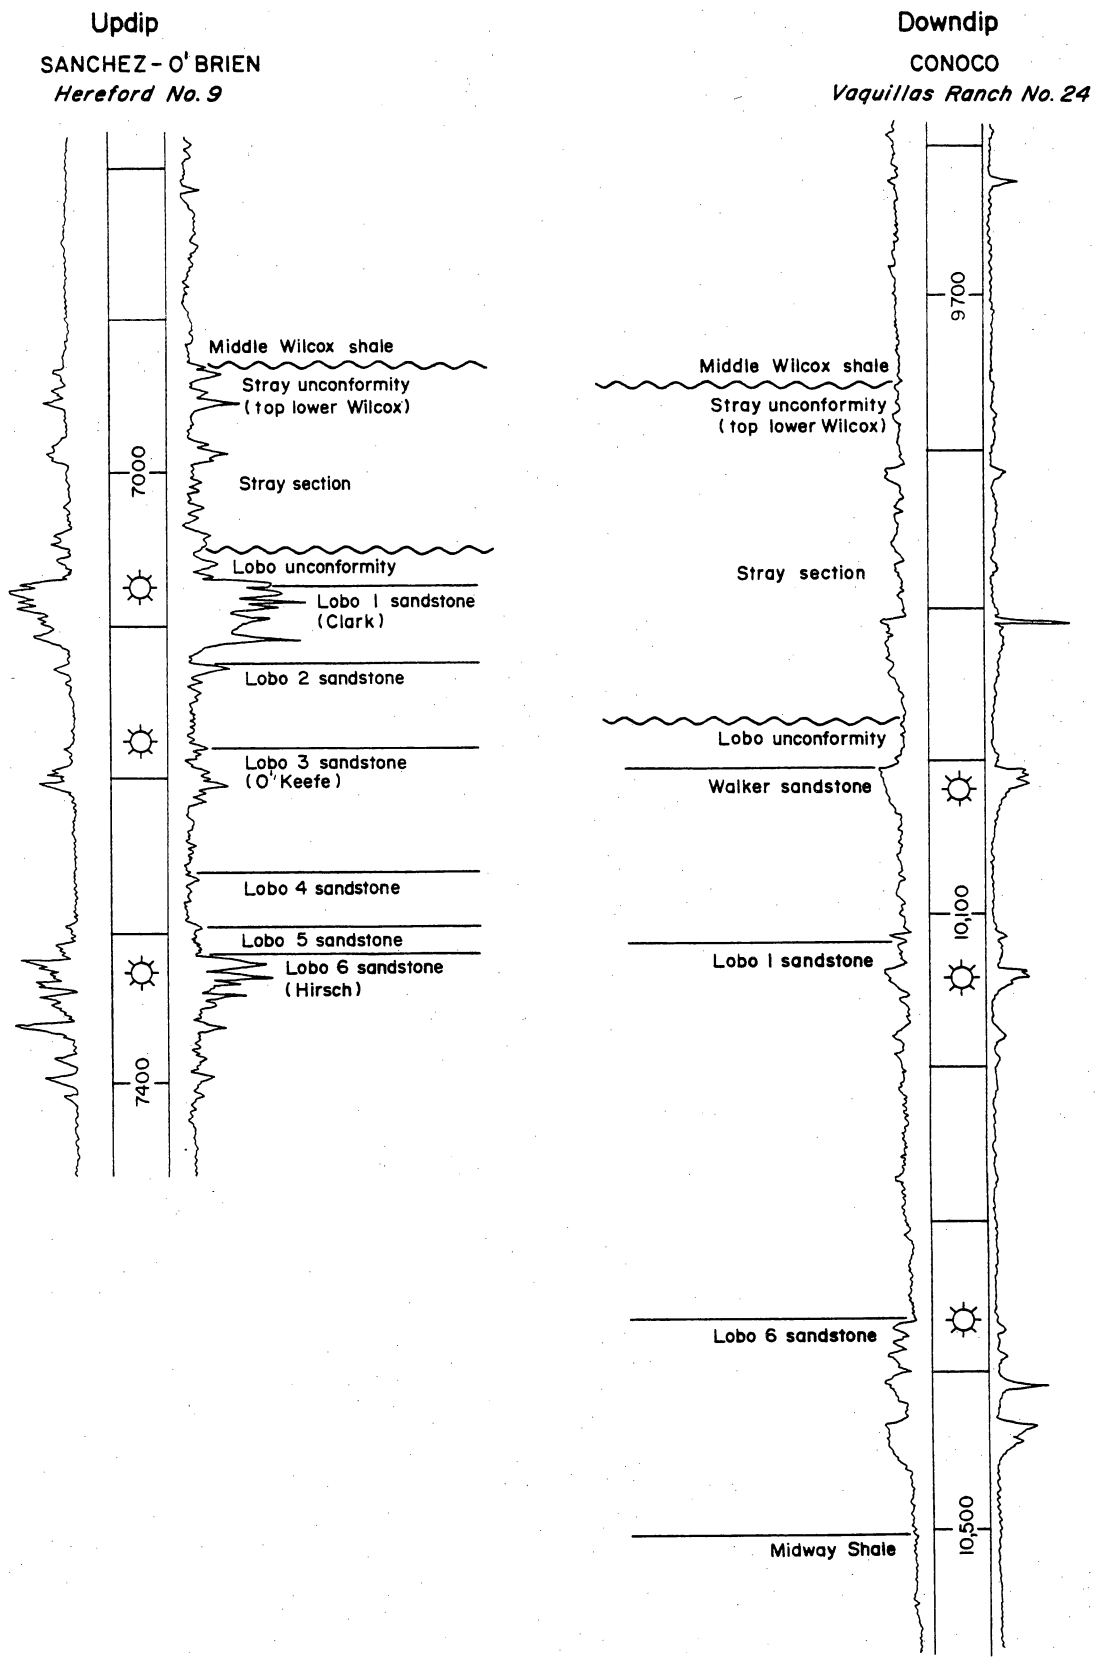 Updip
SANCHEZ-O'BRIEN
Hereford No. 9
Middle Wilcox shale
Stray unconformity
(top lower Wilcox)
7000
Stray section
Lobo unconformity
Lobo 1 sandstone
(Clark)
Lobo 2 sandstone
Lobo 3 sandstone
(O'Keefe)
Lobo 4 sandstone
Lobo 5 sandstone
Lobo 6 sandstone
(Hirsch)
7400
Downdip
CONOCO
Vaquillas Ranch No. 24
9700
Middle Wilcox shale
Stray unconformity
(top lower Wilcox)
Stray section
Lobo unconformity
Walker sandstone
10,100
Lobo 1 sandstone
Lobo 6 sandstone
10,500
Midway Shale